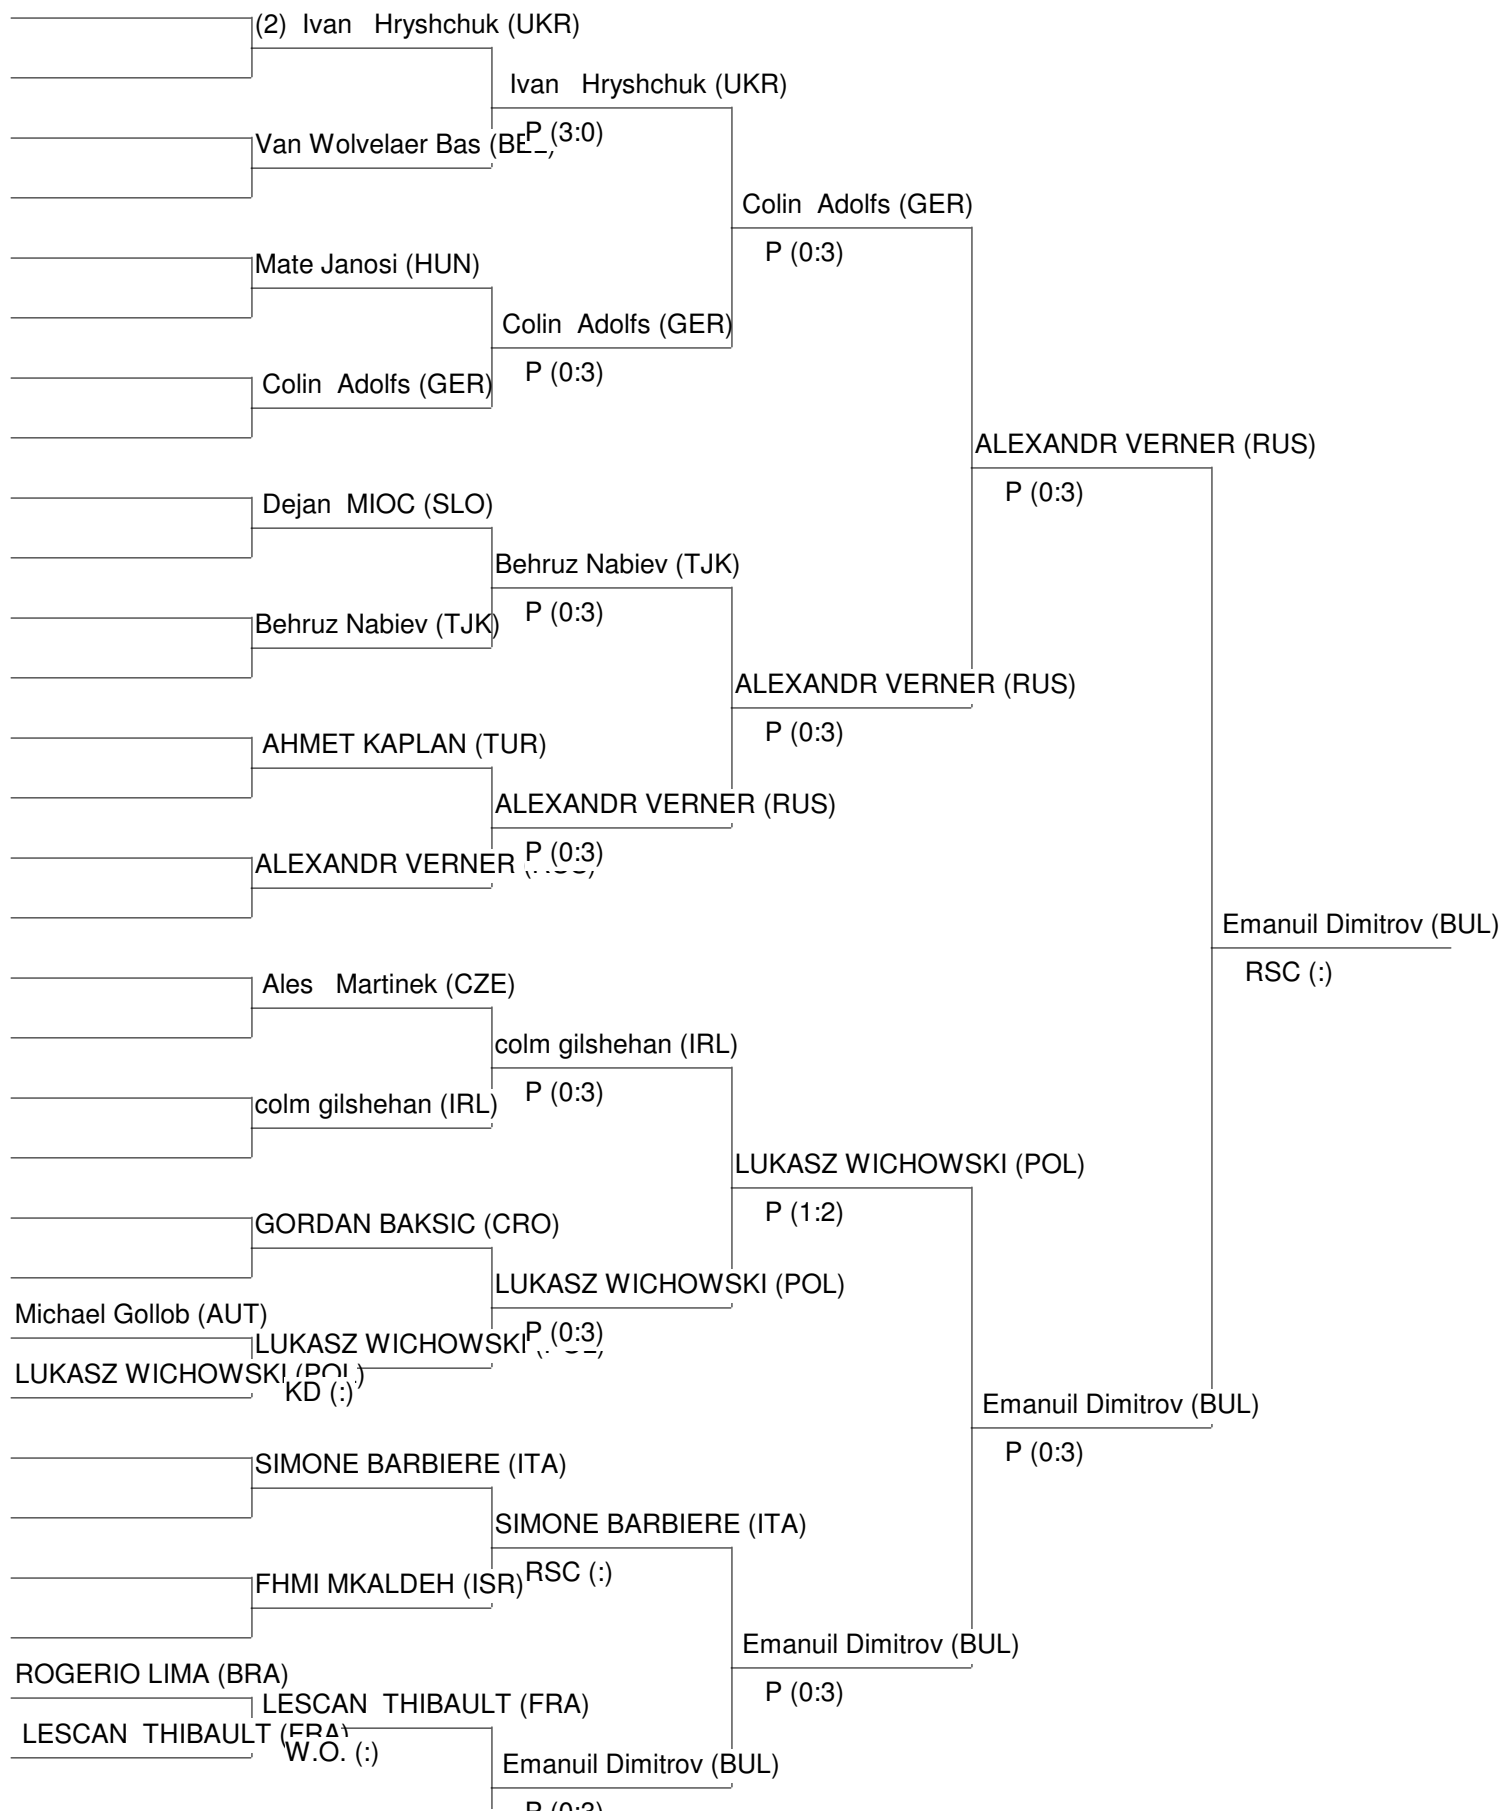 (2) Ivan Hryshchuk (UKR)
Ivan Hryshchuk (UKR)
P (3:0)
Van Wolvelaer Bas
Colin Adolfs (GER)
P (0:3)
Mate Janosi (HUN)
Colin Adolfs (GER)
P (0:3)
Colin Adolfs (GER)
ALEXANDR VERNER (RUS)
P (0:3)
Dejan MIOC (SLO)
Behruz Nabiev (TJK)
P (0:3)
Behruz Nabiev (TJK)
ALEXANDR VERNER (RUS)
P (0:3)
AHMET KAPLAN (TUR)
ALEXANDR VERNER (RUS)
P (0:3)
ALEXANDR VERNER
Emanuil Dimitrov (BUL)
RSC (:)
Ales Martinek (CZE)
colm gilshehan (IRL)
P (0:3)
colm gilshehan (IRL)
LUKASZ WICHOWSKI (POL)
P (1:2)
GORDAN BAKSIC (CRO)
LUKASZ WICHOWSKI (POL)
P (0:3)
Michael Gollob (AUT)
LUKASZ WICHOWSKI
LUKASZ WICHOWSKI (POL)
KD (:)
Emanuil Dimitrov (BUL)
P (0:3)
SIMONE BARBIERE (ITA)
SIMONE BARBIERE (ITA)
RSC (:)
FHMI MKALDEH (ISR)
Emanuil Dimitrov (BUL)
P (0:3)
ROGERIO LIMA (BRA)
LESCAN THIBAULT (FRA)
LESCAN THIBAULT (FRA)
W.O. (:)
Emanuil Dimitrov (BUL)
P (0:3)